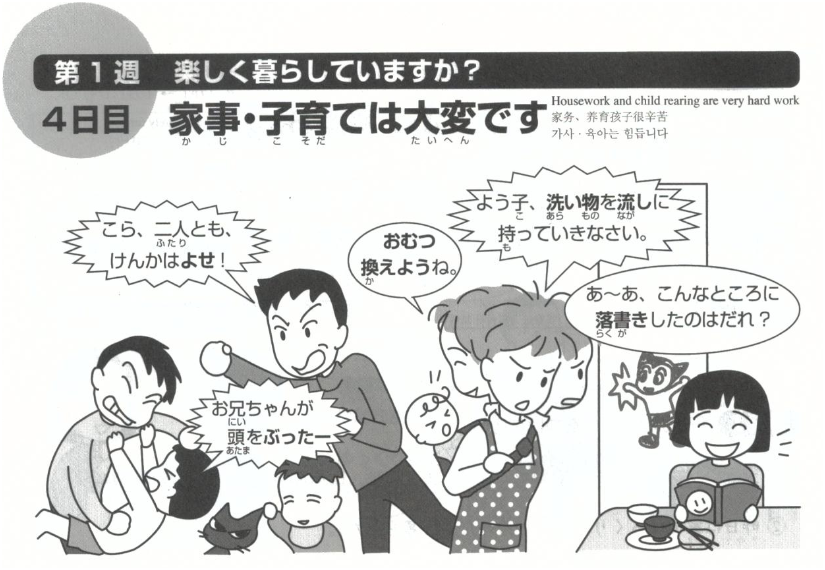 第1週 楽しく暮らしていますか?
4日目 家事・子育ては大変です
か じ こ そだ たいへん
Housework and child rearing are very hard work
家务、养育孩子很辛苦
가사 · 육아는 힘듭니다
こら、二人とも、
ふたり
けんかはよせ!
おむつ
換えようね。
か
よう子、洗い物を流しに
こ あら もの なが
持っていきなさい。
も
あ〜あ、こんなところに
落書きしたのはだれ?
らく が
お兄ちゃんが
にい
頭をぶったー
あたま